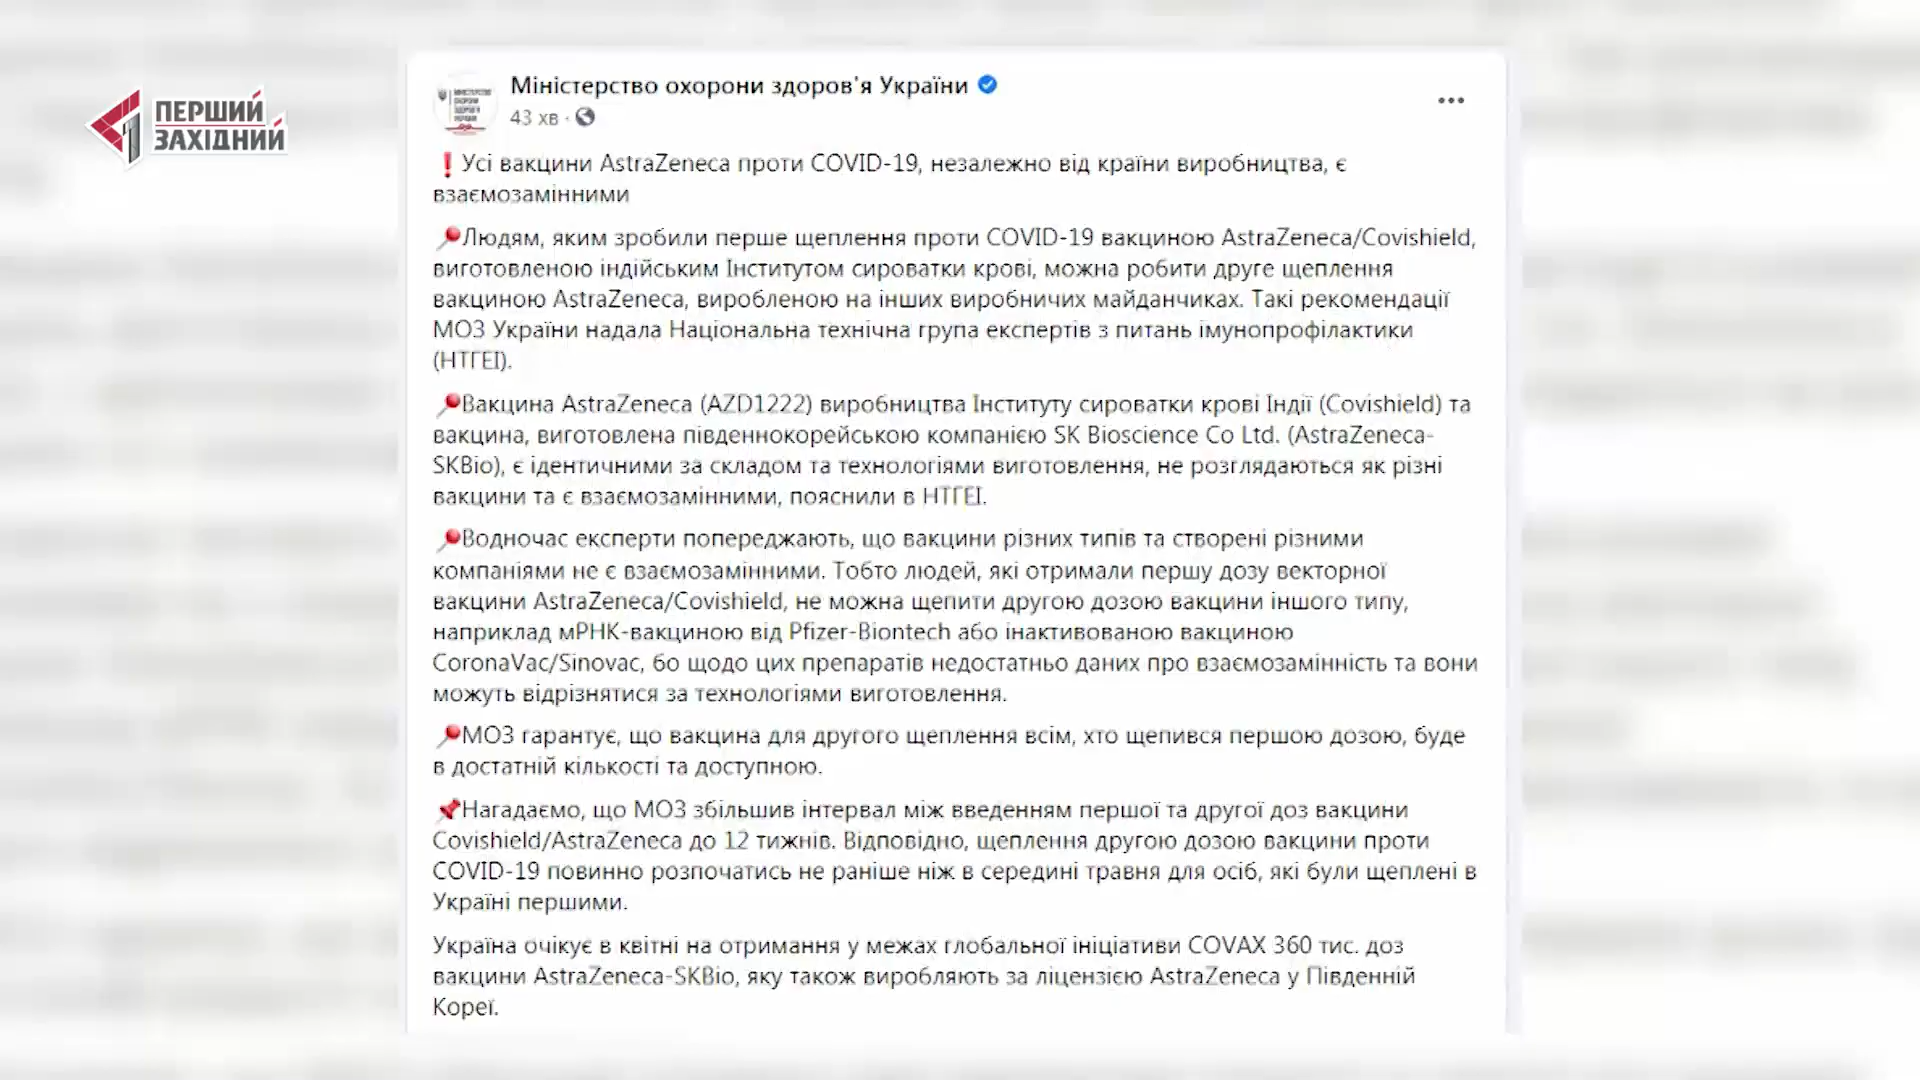 ПЕРШИЙ
ЗАХІДНИЙ
Міністерство охорони здоров'я України
43 хв ·
МІНІСТЕРСТВО
ОХОРОНИ
ЗДОРОВ'Я
УКРАЇНИ
❗Усі вакцини AstraZeneca проти COVID-19, незалежно від країни виробництва, є
взаємозамінними
📍Людям, яким зробили перше щеплення проти COVID-19 вакциною AstraZeneca/Covishield,
виготовленою індійським Інститутом сироватки крові, можна робити друге щеплення
вакциною AstraZeneca, виробленою на інших виробничих майданчиках. Такі рекомендації
МОЗ України надала Національна технічна група експертів з питань імунопрофілактики
(НТГЕІ).
📍Вакцина AstraZeneca (AZD1222) виробництва Інституту сироватки крові Індії (Covishield) та
вакцина, виготовлена південнокорейською компанією SK Bioscience Co Ltd. (AstraZeneca-
SKBio), є ідентичними за складом та технологіями виготовлення, не розглядаються як різні
вакцини та є взаємозамінними, пояснили в НТГЕІ.
📍Водночас експерти попереджають, що вакцини різних типів та створені різними
компаніями не є взаємозамінними. Тобто людей, які отримали першу дозу векторної
вакцини AstraZeneca/Covishield, не можна щепити другою дозою вакцини іншого типу,
наприклад мРНК-вакциною від Pfizer-Biontech або інактивованою вакциною
CoronaVac/Sinovac, бо щодо цих препаратів недостатньо даних про взаємозамінність та вони
можуть відрізнятися за технологіями виготовлення.
📍МОЗ гарантує, що вакцина для другого щеплення всім, хто щепився першою дозою, буде
в достатній кількості та доступною.
📌Нагадаємо, що МОЗ збільшив інтервал між введенням першої та другої доз вакцини
Covishield/AstraZeneca до 12 тижнів. Відповідно, щеплення другою дозою вакцини проти
COVID-19 повинно розпочатись не раніше ніж в середині травня для осіб, які були щеплені в
Україні першими.
Україна очікує в квітні на отримання у межах глобальної ініціативи COVAX 360 тис. доз
вакцини AstraZeneca-SKBio, яку також виробляють за ліцензією AstraZeneca у Південній
Кореї.